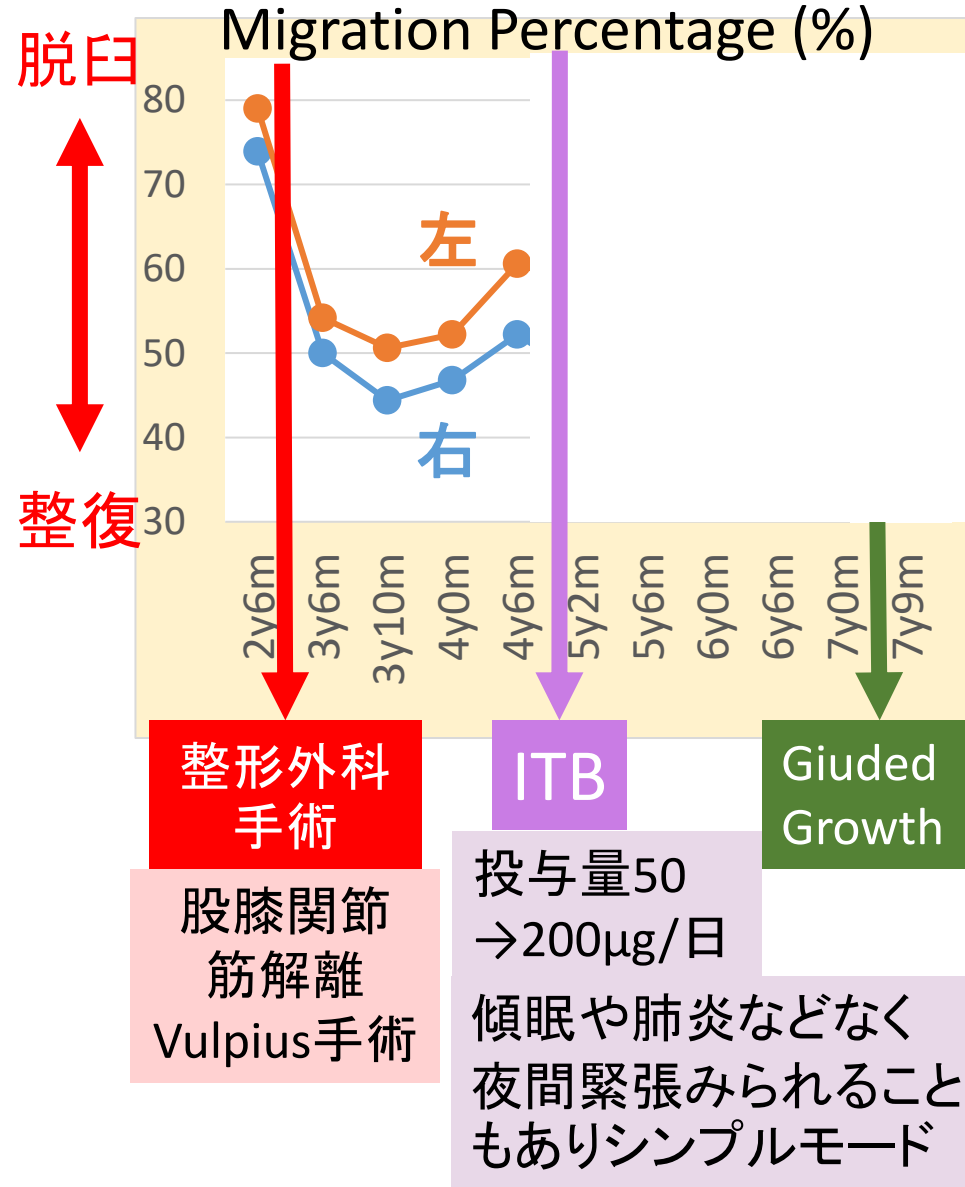 Migration Percentage (%)
脱臼
整復
80
70
60
50
40
30
左
右
2y6m
3y6m
3y10m
4y0m
4y6m
5y2m
5y6m
6y0m
6y6m
7y0m
7y9m
整形外科
手術
股膝関節
筋解離
Vulpius手術
ITB
投与量50
→200µg/日
傾眠や肺炎などなく
夜間緊張みられること
もありシンプルモード
Giuded
Growth